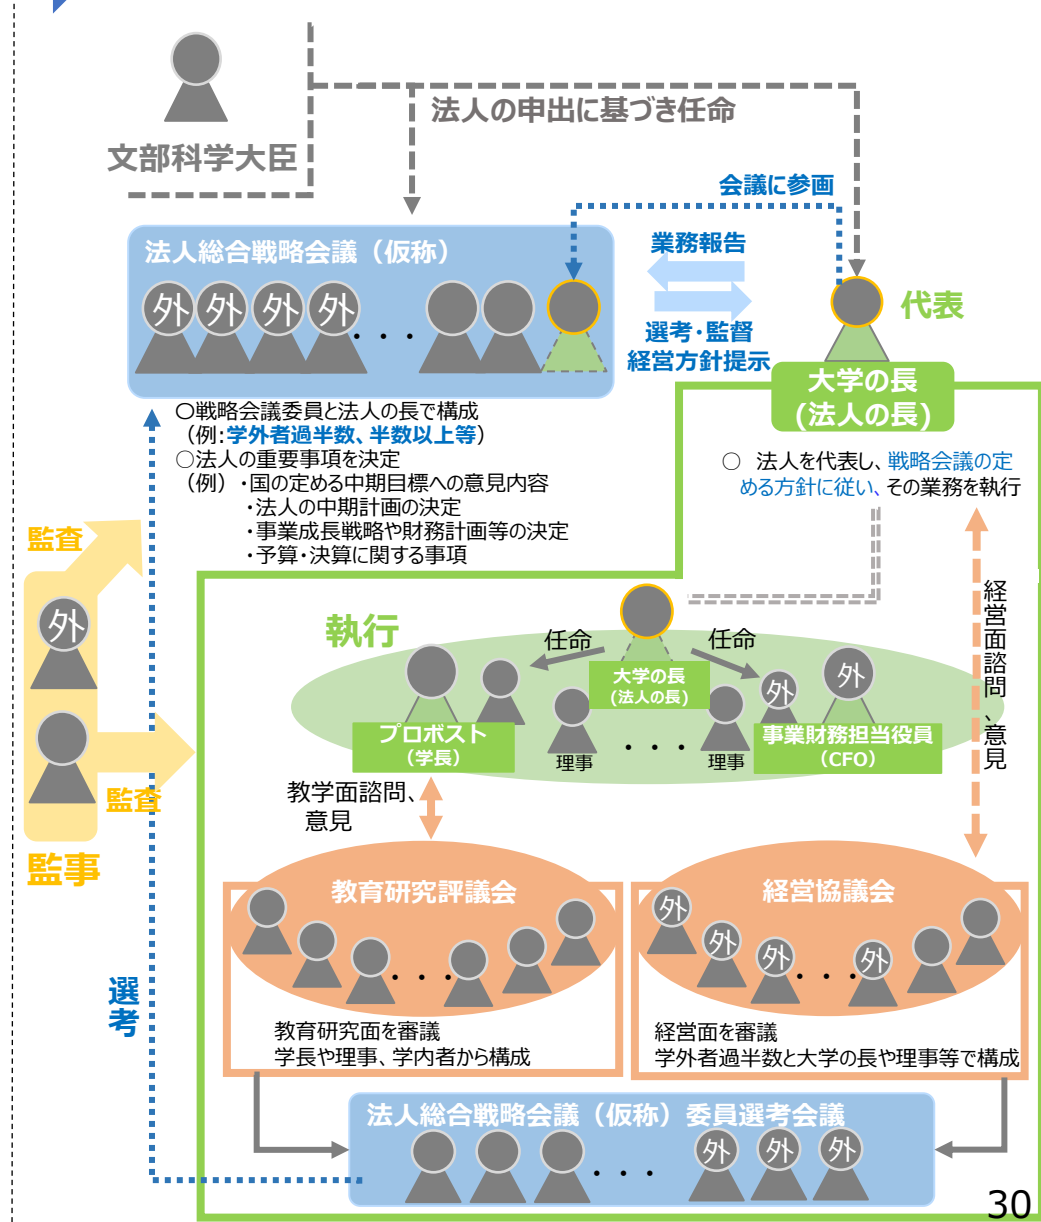 文部科学大臣
法人の申出に基づき任命
会議に参画
法人総合戦略会議（仮称）
外 外 外 外 ・・・
業務報告
選考・監督
経営方針提示
代表
大学の長
(法人の長)
〇戦略会議委員と法人の長で構成
（例:学外者過半数、半数以上等）
○法人の重要事項を決定
（例）・国の定める中期目標への意見内容
・法人の中期計画の決定
・事業成長戦略や財務計画等の決定
・予算・決算に関する事項
○ 法人を代表し、戦略会議の定
める方針に従い、その業務を執行
監査
外
監査
監事
執行
任命
任命
大学の長
(法人の長)
外
外
プロボスト
（学長）
理事
・・・
理事
事業財務担当役員
（CFO）
経営面諮問、意見
教学面諮問、
意見
教育研究評議会
・・・
教育研究面を審議
学長や理事、学内者から構成
経営協議会
外 外 外 ・・・ 外
経営面を審議
学外者過半数と大学の長や理事等で構成
選考
法人総合戦略会議（仮称）委員選考会議
・・・ 外 外 外
30